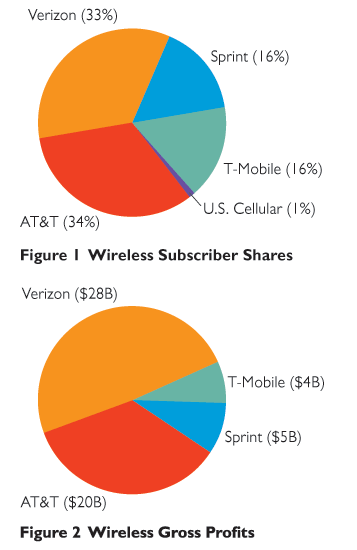 Verizon (33%)
Sprint (16%)
T-Mobile (16%)
U.S. Cellular (1%)
AT&T (34%)
Figure 1 Wireless Subscriber Shares
Verizon ($28B)
T-Mobile ($4B)
Sprint ($5B)
AT&T ($20B)
Figure 2 Wireless Gross Profits